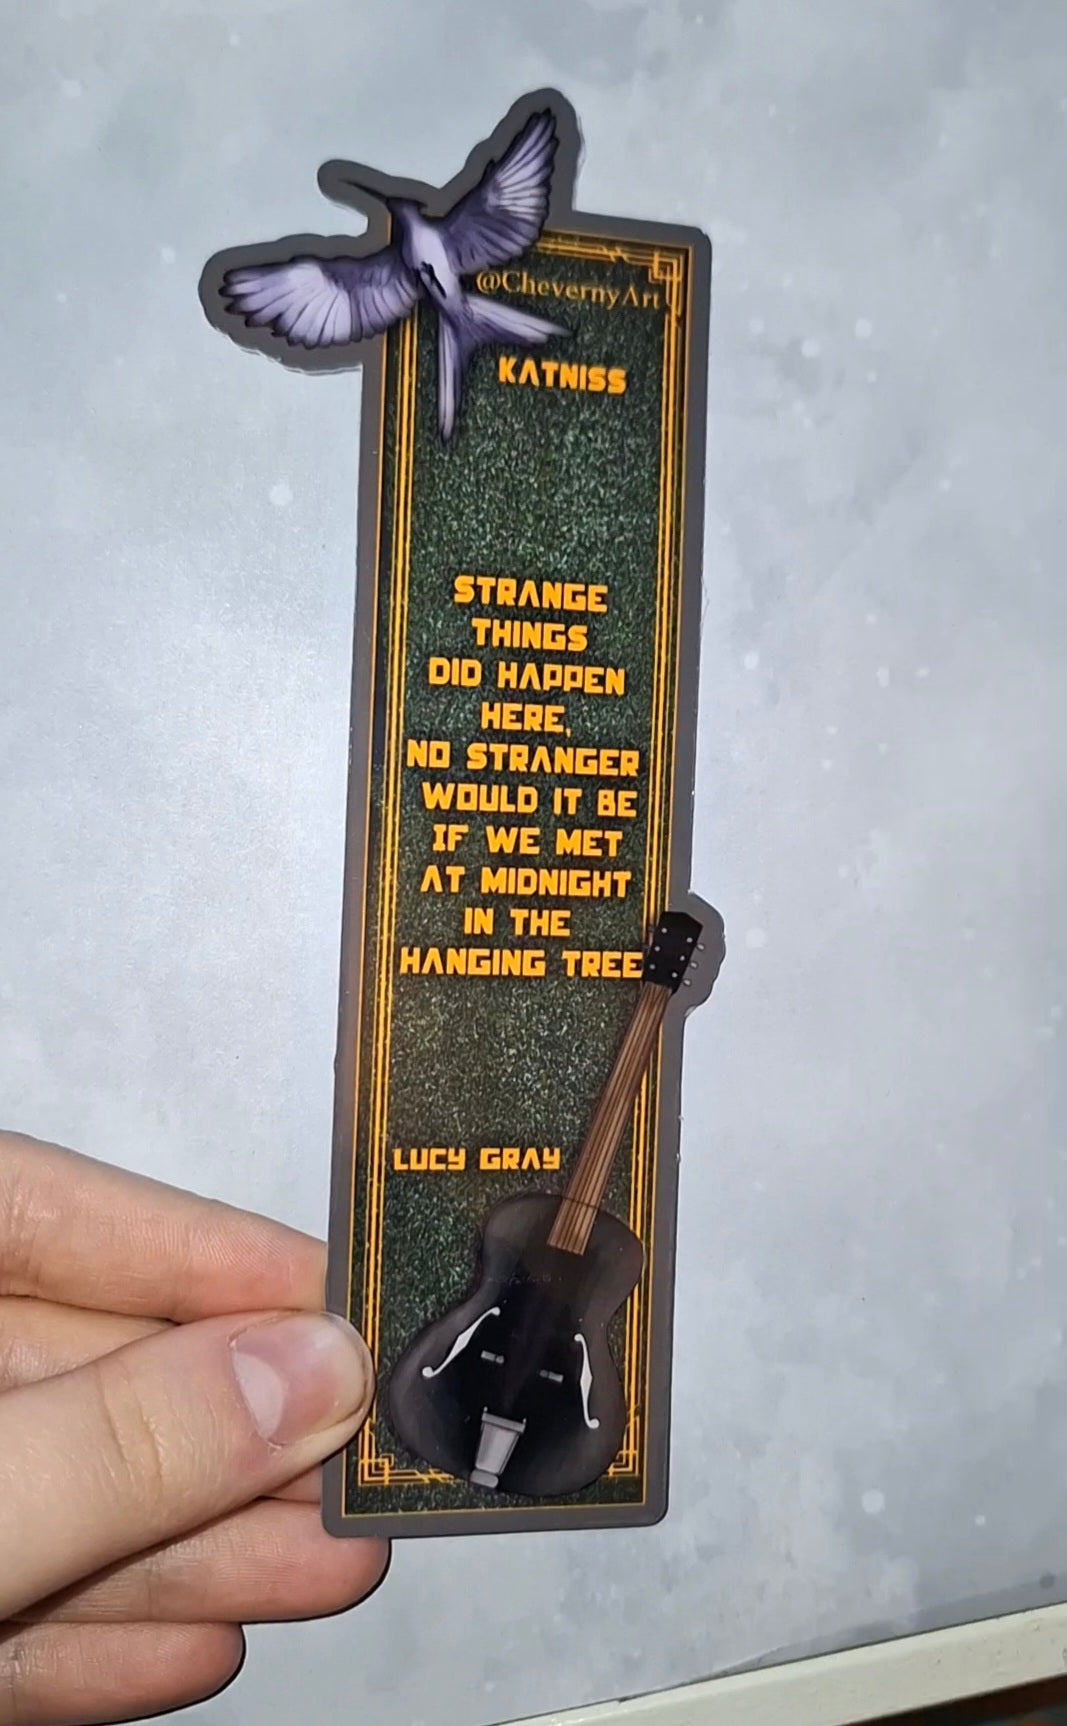 @ChevernyArt
KATNISS
STRANGE
THINGS
DID HAPPEN
HERE,
NO STRANGER
WOULD IT BE
IF WE MET
AT MIDNIGHT
IN THE
HANGING TREE
LUCY GRAY